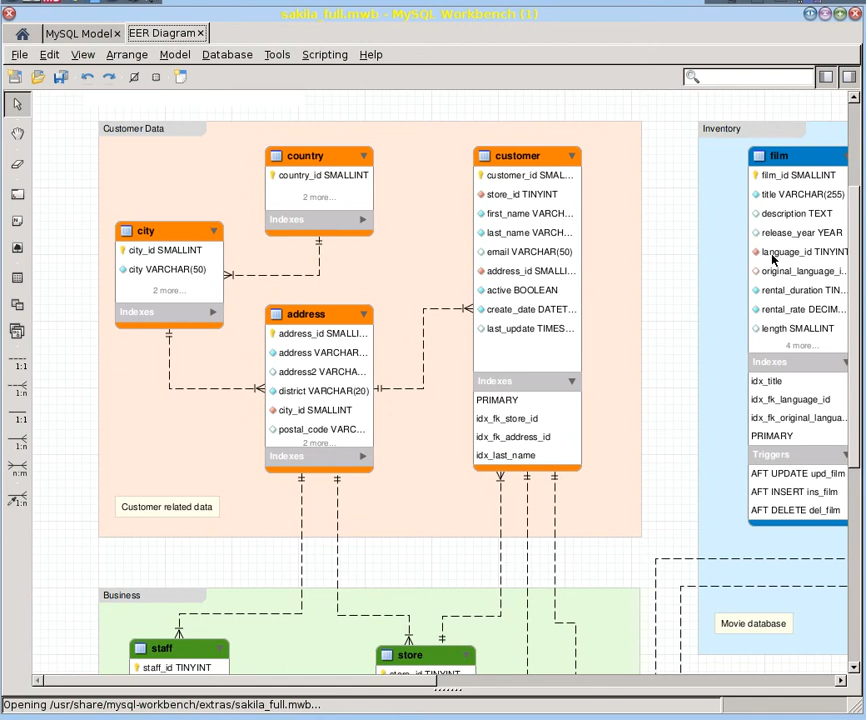 sakila_full.mwb - MySQL Workbench (1)
MySQL Model× EER Diagram×
File Edit View Arrange Model Database Tools Scripting Help
Customer Data
country
country_id SMALLINT
2 more...
Indexes
city
city_id SMALLINT
city VARCHAR(50)
2 more...
Indexes
address
address_id SMALLI...
address VARCHAR...
address2 VARCHA...
district VARCHAR(20)
city_id SMALLINT
postal_code VARC...
2 more...
Indexes
customer
customer_id SMAL...
store_id TINYINT
first_name VARCH...
last_name VARCH...
email VARCHAR(50)
address_id SMALLI...
active BOOLEAN
create_date DATET...
last_update TIMES...
Indexes
PRIMARY
idx_fk_store_id
idx_fk_address_id
idx_last_name
Customer related data
Inventory
film
film_id SMALLINT
title VARCHAR(255)
description TEXT
release_year YEAR
language_id TINYINT
original_language_i...
rental_duration TIN...
rental_rate DECIM...
length SMALLINT
4 more...
Indexes
idx_title
idx_fk_language_id
idx_fk_original_langua...
PRIMARY
Triggers
AFT UPDATE upd_film
AFT INSERT ins_film
AFT DELETE del_film
Movie database
Business
staff
staff_id TINYINT
store
store_id TINYINT
1:1
1:n
1:1
1:n
n:m
1:n
Opening /usr/share/mysql-workbench/extras/sakila_full.mwb...